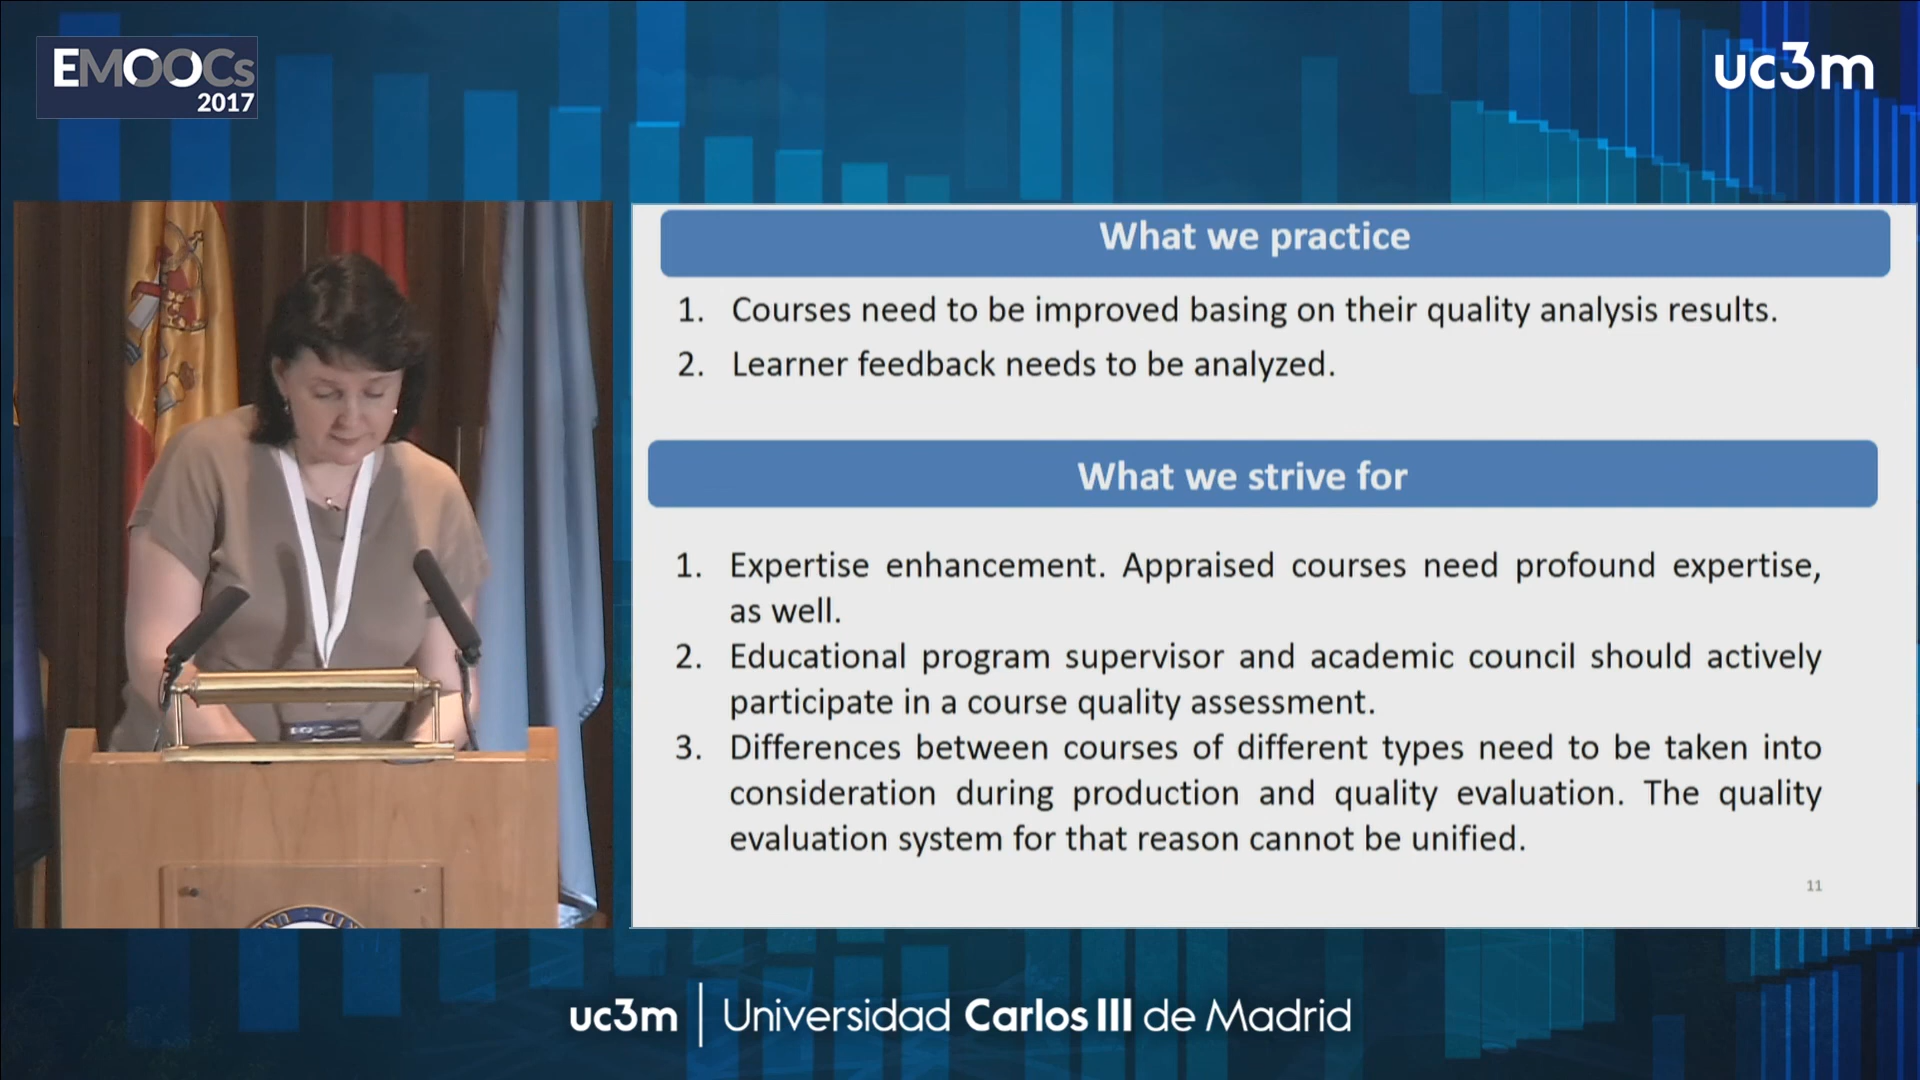 EMOOCs
2017
uc3m
What we practice
1. Courses need to be improved basing on their quality analysis results.
2. Learner feedback needs to be analyzed.
What we strive for
1. Expertise enhancement. Appraised courses need profound expertise,
as well.
2. Educational program supervisor and academic council should actively
participate in a course quality assessment.
3. Differences between courses of different types need to be taken into
consideration during production and quality evaluation. The quality
evaluation system for that reason cannot be unified.
11
uc3m | Universidad Carlos III de Madrid